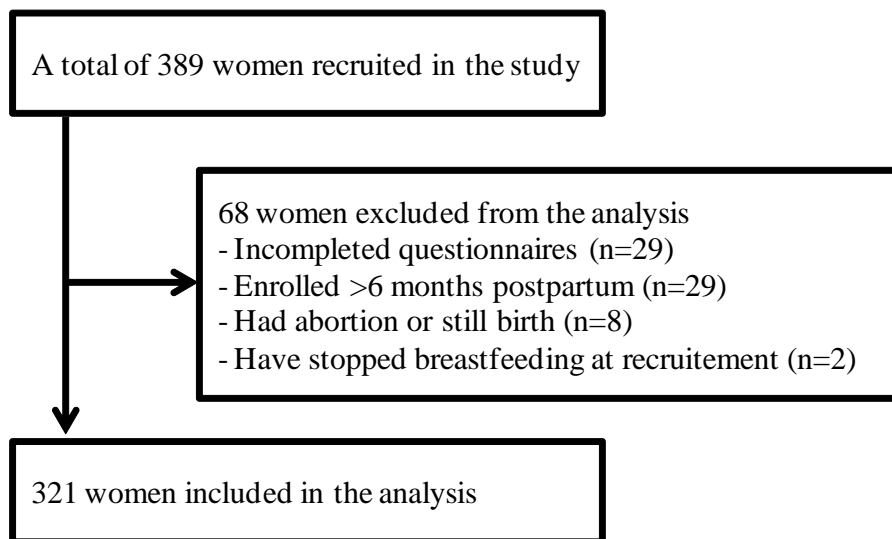 A total of 389 women recruited in the study
68 women excluded from the analysis
- Incompleted questionnaires (n=29)
- Enrolled >6 months postpartum (n=29)
- Had abortion or still birth (n=8)
- Have stopped breastfeeding at recruitement (n=2)
321 women included in the analysis